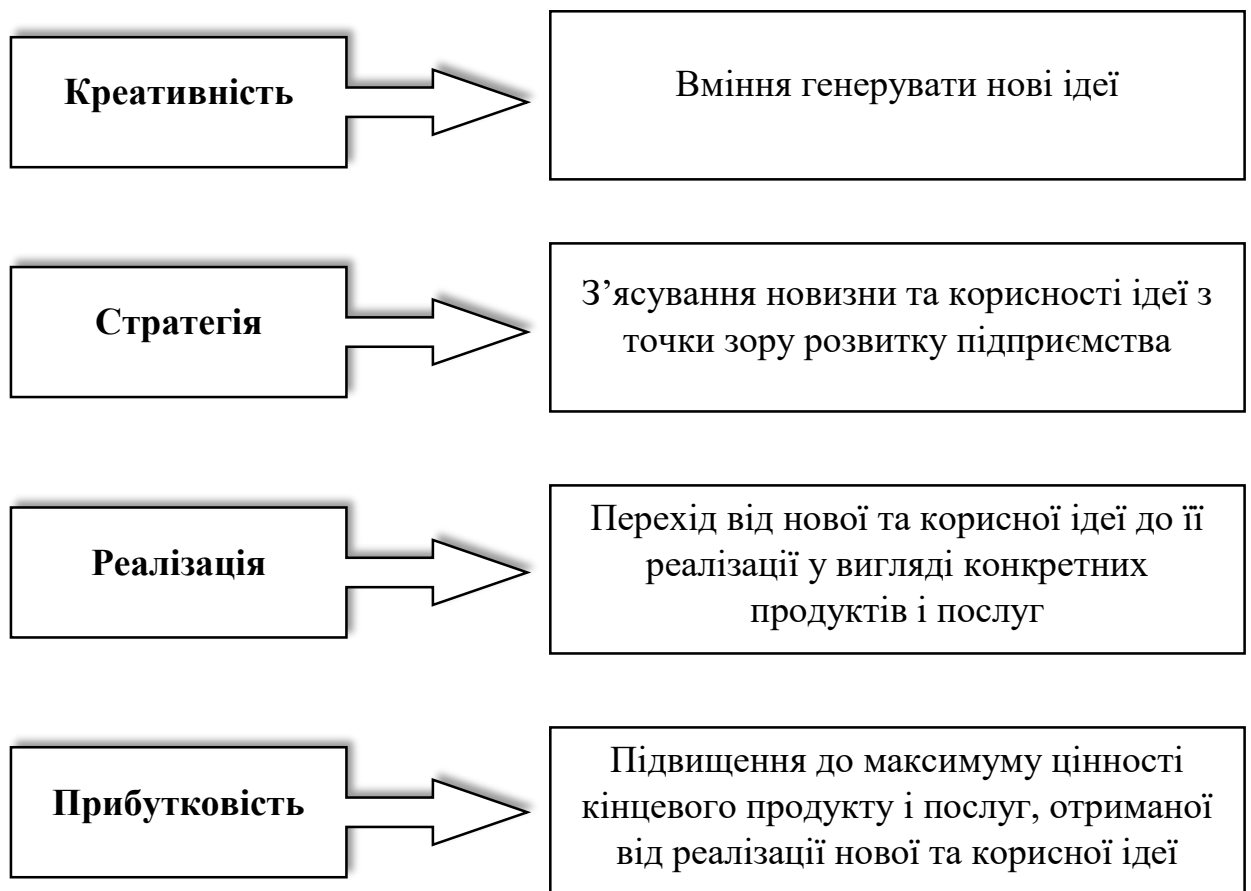 Креативність
Вміння генерувати нові ідеї
Стратегія
З’ясування новизни та корисності ідеї з
точки зору розвитку підприємства
Реалізація
Перехід від нової та корисної ідеї до її
реалізації у вигляді конкретних
продуктів і послуг
Прибутковість
Підвищення до максимуму цінності
кінцевого продукту і послуг, отриманої
від реалізації нової та корисної ідеї